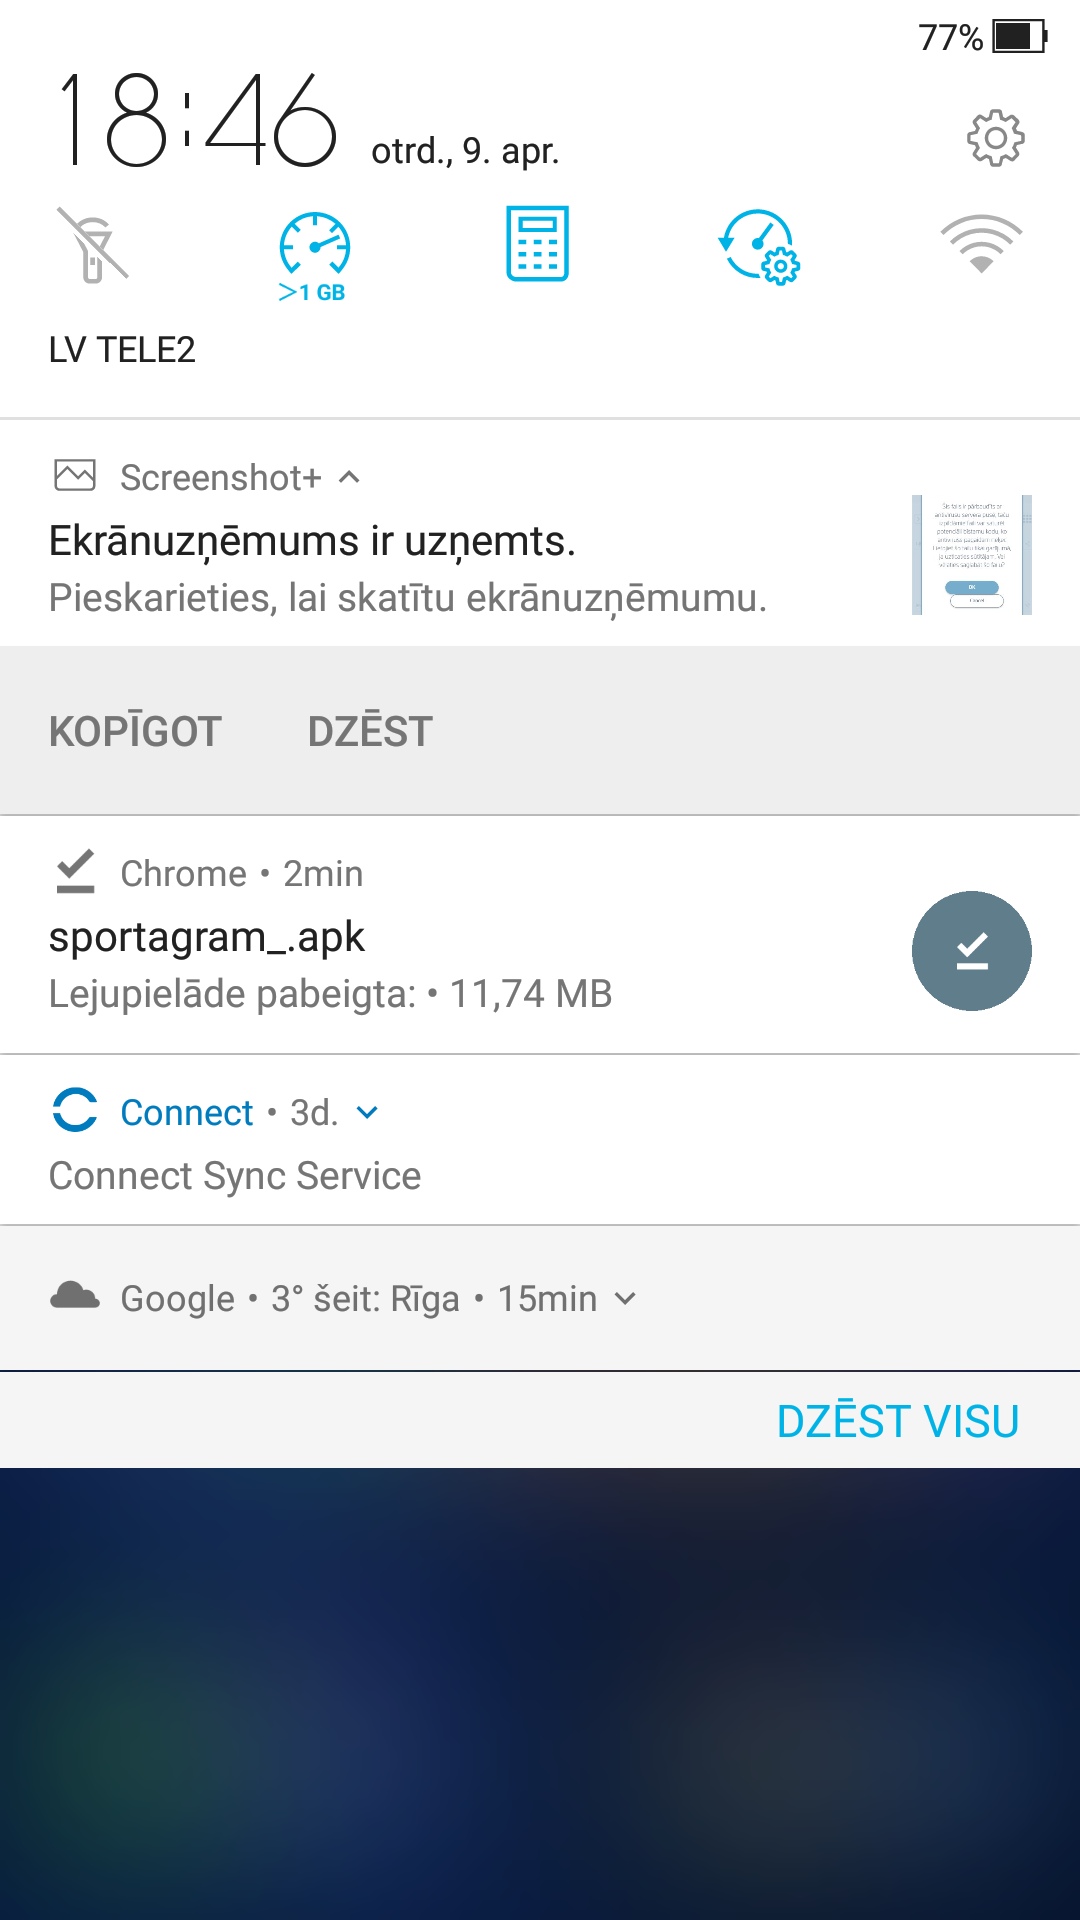 77%
18:46 otrd., 9. apr.
>1 GB
LV TELE2
Screenshot+
Ekrānuzņēmums ir uzņemts.
Pieskarieties, lai skatītu ekrānuzņēmumu.
KOPĪGOT DZĒST
Chrome • 2min
sportagram_.apk
Lejupielāde pabeigta: • 11,74 MB
Connect • 3d.
Connect Sync Service
Google • 3° šeit: Rīga • 15min
DZĒST VISU